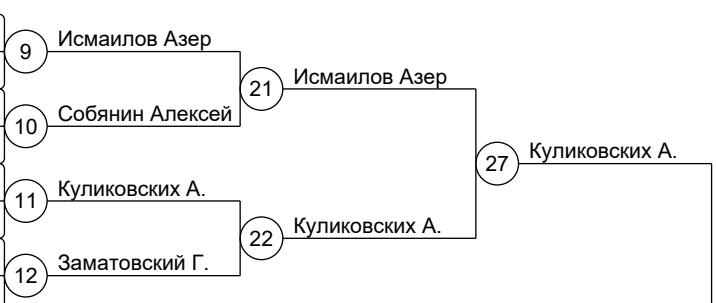 9 Исмаилов Азер
21 Исмаилов Азер
10 Собянин Алексей
27 Куликовских А.
11 Куликовских А.
22 Куликовских А.
12 Заматовский Г.